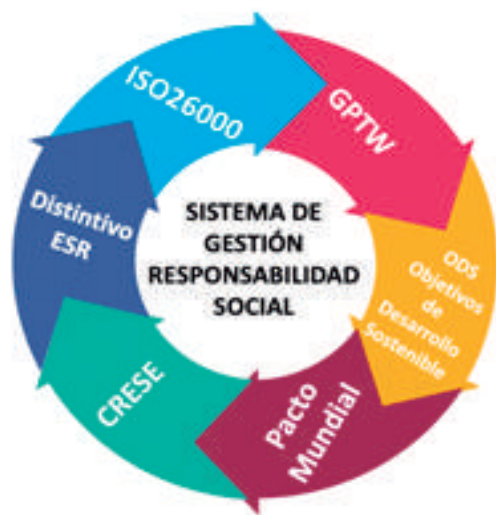 ISO26000
GPTW
ODS
Objetivos
de
Desarrollo
Sostenible
Pacto
Mundial
CRESE
Distintivo
ESR
SISTEMA DE
GESTIÓN
RESPONSABILIDAD
SOCIAL